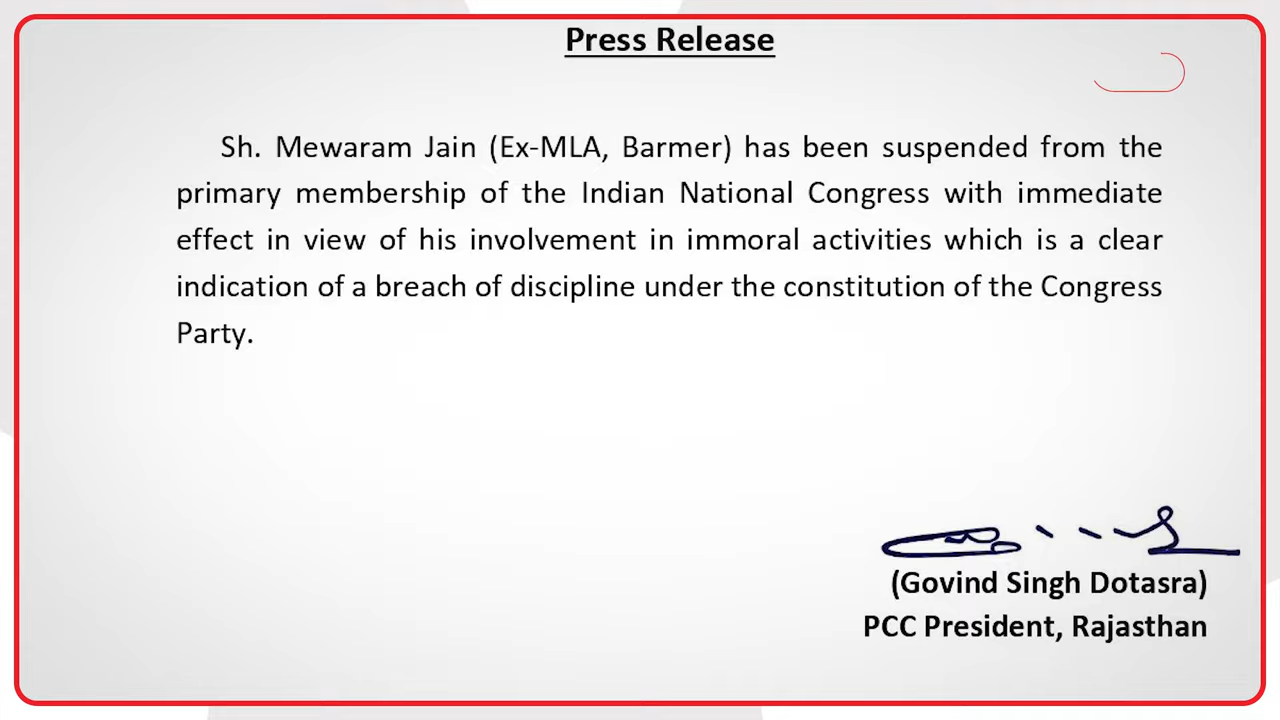 Press Release
Sh. Mewaram Jain (Ex-MLA, Barmer) has been suspended from the
primary membership of the Indian National Congress with immediate
effect in view of his involvement in immoral activities which is a clear
indication of a breach of discipline under the constitution of the Congress
Party.
(Govind Singh Dotasra)
PCC President, Rajasthan